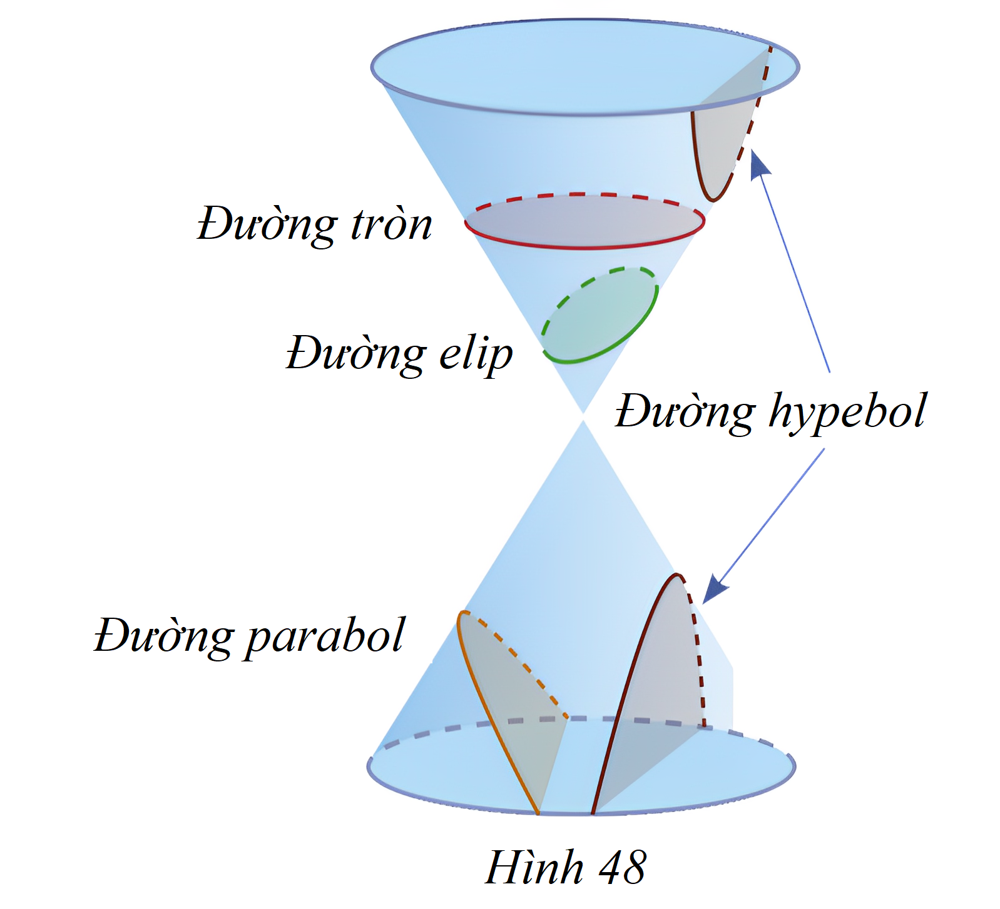 Đường tròn
Đường elip
Đường hypebol
Đường parabol
Hình 48